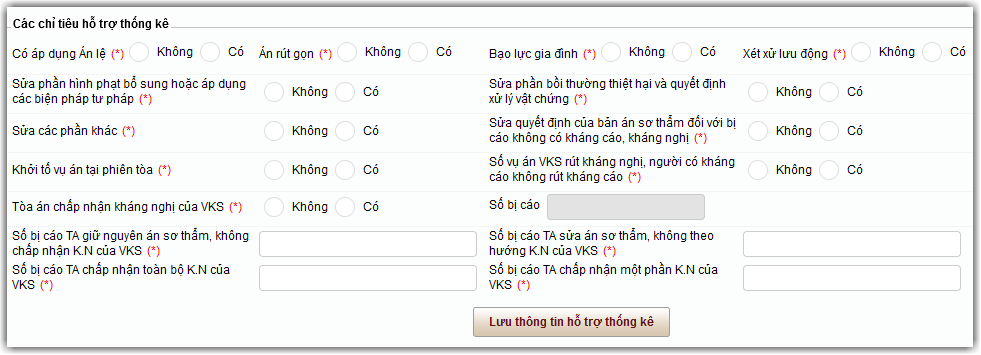 Các chỉ tiêu hỗ trợ thống kê
Có áp dụng Án lệ (*) Không Có Án rút gọn (*) Không Có Bạo lực gia đình (*) Không Có Xét xử lưu động (*) Không Có
Sửa phần hình phạt bổ sung hoặc áp dụng
các biện pháp tư pháp (*) Không Có
Sửa phần bồi thường thiệt hại và quyết định
xử lý vật chứng (*) Không Có
Sửa các phần khác (*) Không Có
Sửa quyết định của bản án sơ thẩm đối với bị
cáo không có kháng cáo, kháng nghị (*) Không Có
Khởi tố vụ án tại phiên tòa (*) Không Có
Số vụ án VKS rút kháng nghị, người có kháng
cáo không rút kháng cáo (*) Không Có
Tòa án chấp nhận kháng nghị của VKS (*) Không Có
Số bị cáo
Số bị cáo TA giữ nguyên án sơ thẩm, không
chấp nhận K.N của VKS (*)
Số bị cáo TA sửa án sơ thẩm, không theo
hướng K.N của VKS (*)
Số bị cáo TA chấp nhận toàn bộ K.N của
VKS (*)
Số bị cáo TA chấp nhận một phần K.N của
VKS (*)
Lưu thông tin hỗ trợ thống kê